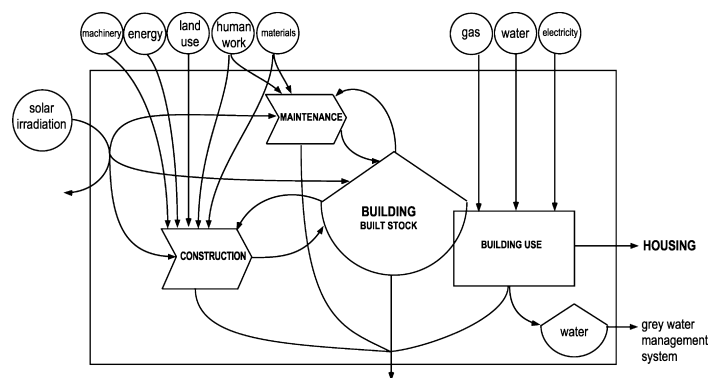 machinery
energy
land
use
human
work
materials
gas
water
electricity
solar
irradiation
MAINTENANCE
BUILDING
BUILT STOCK
CONSTRUCTION
BUILDING USE
HOUSING
water
grey water
management
system